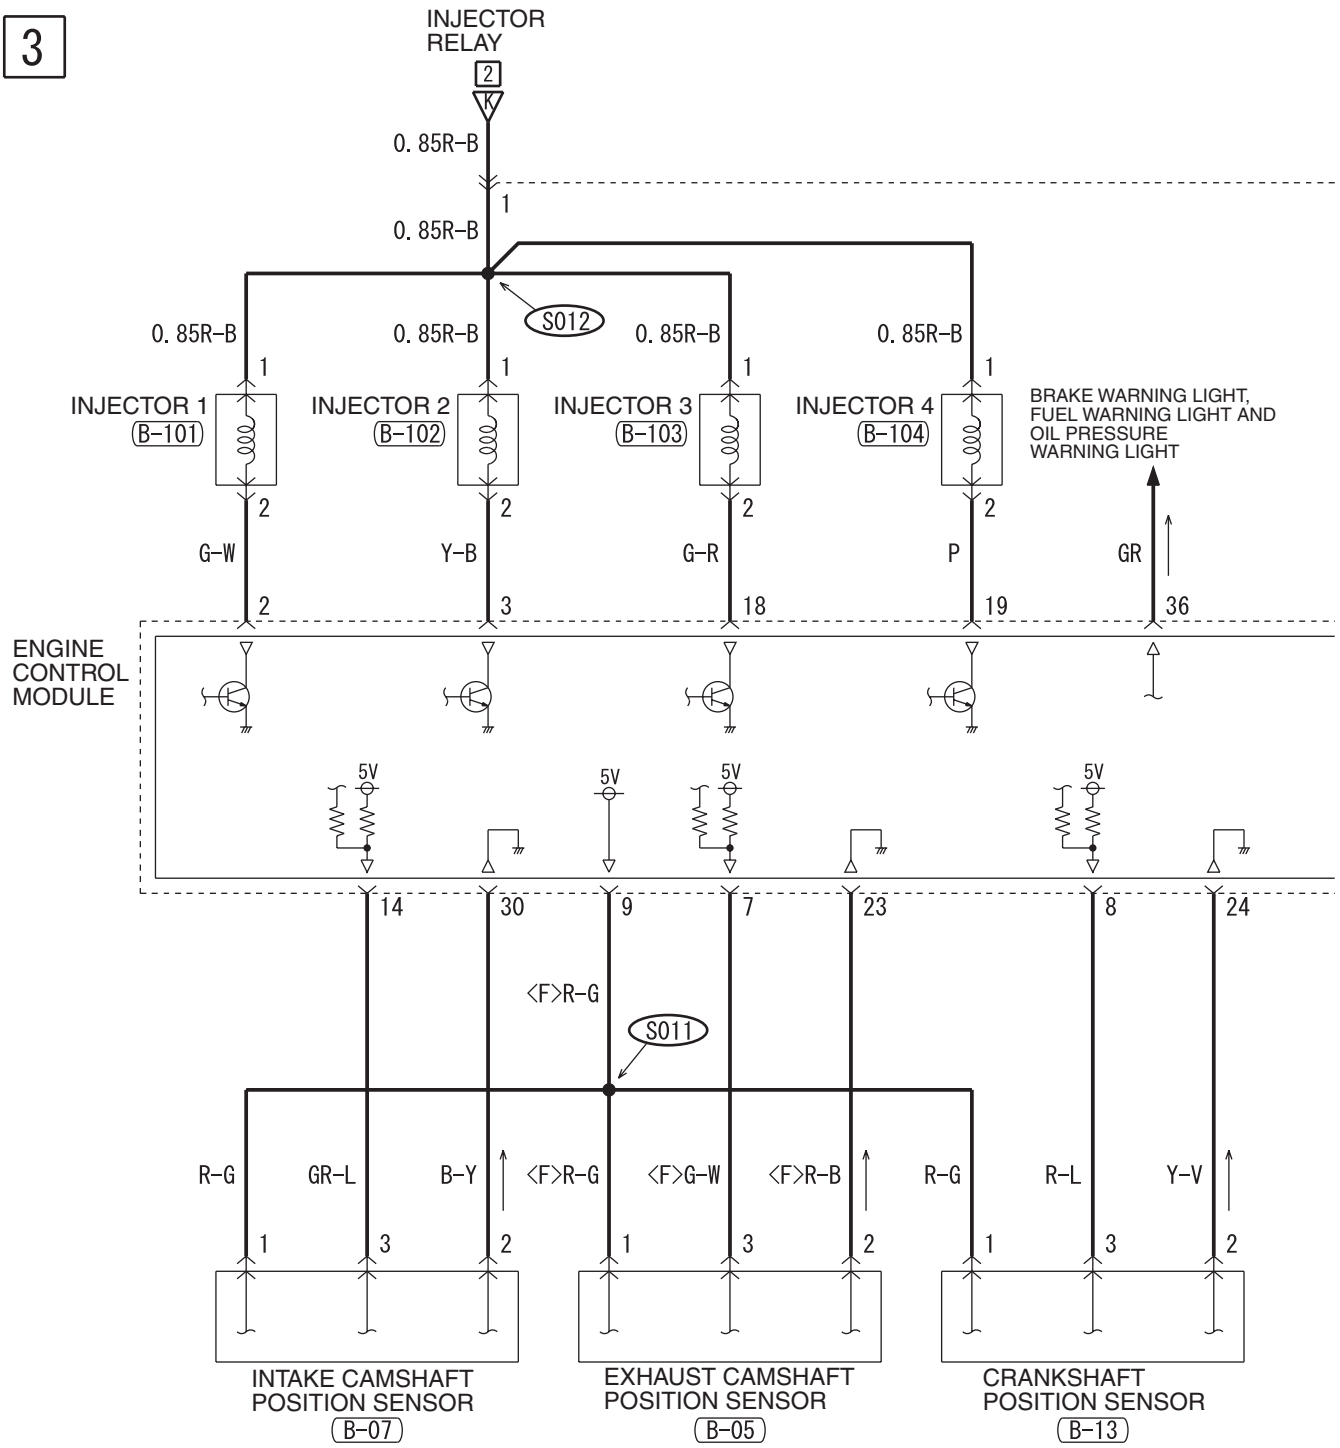 3
INJECTOR
RELAY
2
K
0. 85R-B
1
0. 85R-B
S012
0. 85R-B
0. 85R-B
0. 85R-B
0. 85R-B
1
1
1
1
INJECTOR 1
B-101
INJECTOR 2
B-102
INJECTOR 3
B-103
INJECTOR 4
B-104
BRAKE WARNING LIGHT,
FUEL WARNING LIGHT AND
OIL PRESSURE
WARNING LIGHT
2
2
2
2
G-W
Y-B
G-R
P
GR
2
3
18
19
36
ENGINE
CONTROL
MODULE
5V
5V
5V
5V
14
30
9
7
23
8
24
<F>R-G
S011
R-G
GR-L
B-Y
<F>R-G
<F>G-W
<F>R-B
R-G
R-L
Y-V
1
3
2
1
3
2
1
3
2
INTAKE CAMSHAFT
POSITION SENSOR
B-07
EXHAUST CAMSHAFT
POSITION SENSOR
B-05
CRANKSHAFT
POSITION SENSOR
B-13